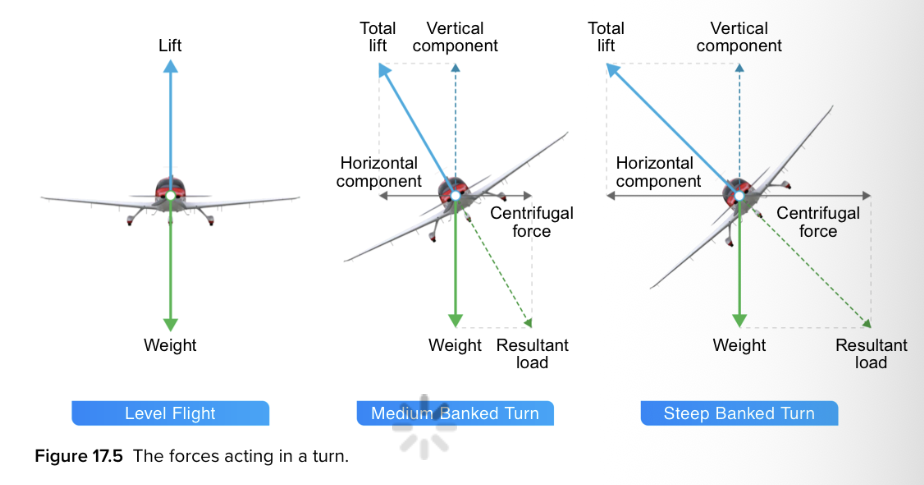 Lift
Weight
Level Flight
Total
lift
Vertical
component
Horizontal
component
Centrifugal
force
Weight
Resultant
load
Medium Banked Turn
Total
lift
Vertical
component
Horizontal
component
Centrifugal
force
Weight
Resultant
load
Steep Banked Turn
Figure 17.5 The forces acting in a turn.